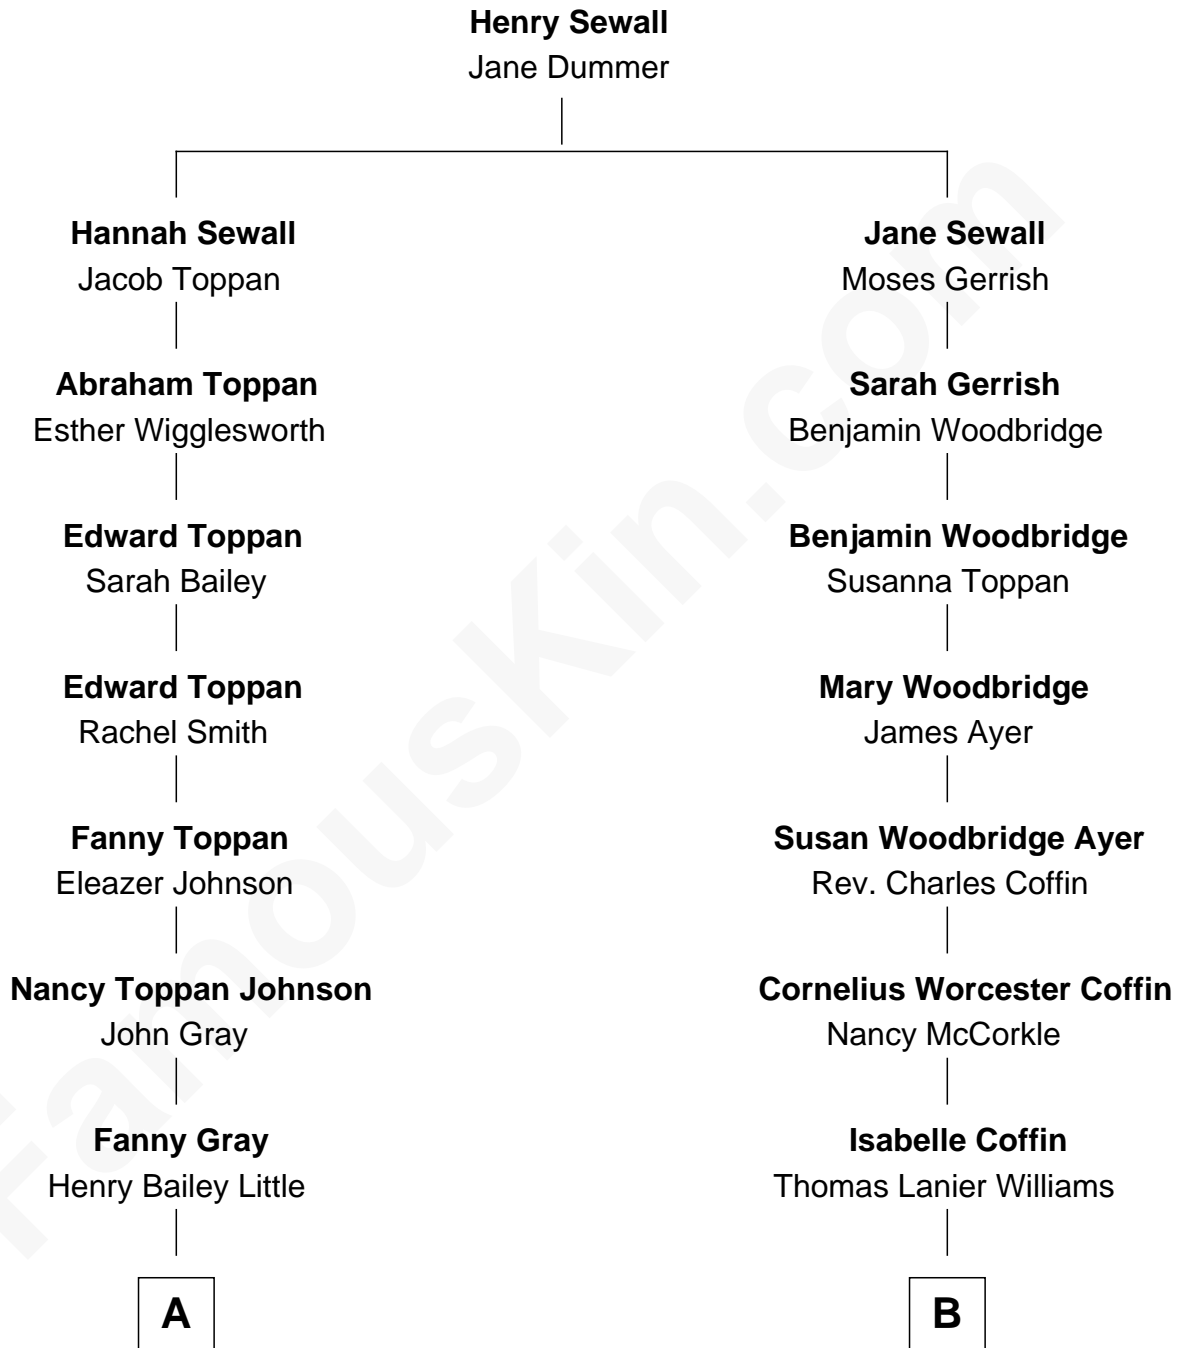 Henry Sewall
Jane Dummer
Hannah Sewall
Jacob Toppan
Jane Sewall
Moses Gerrish
Abraham Toppan
Esther Wigglesworth
Sarah Gerrish
Benjamin Woodbridge
Edward Toppan
Sarah Bailey
Benjamin Woodbridge
Susanna Toppan
Edward Toppan
Rachel Smith
Mary Woodbridge
James Ayer
Fanny Toppan
Eleazer Johnson
Susan Woodbridge Ayer
Rev. Charles Coffin
Nancy Toppan Johnson
John Gray
Cornelius Worcester Coffin
Nancy McCorkle
Fanny Gray
Henry Bailey Little
Isabelle Coffin
Thomas Lanier Williams
A
B
FamousKin.com